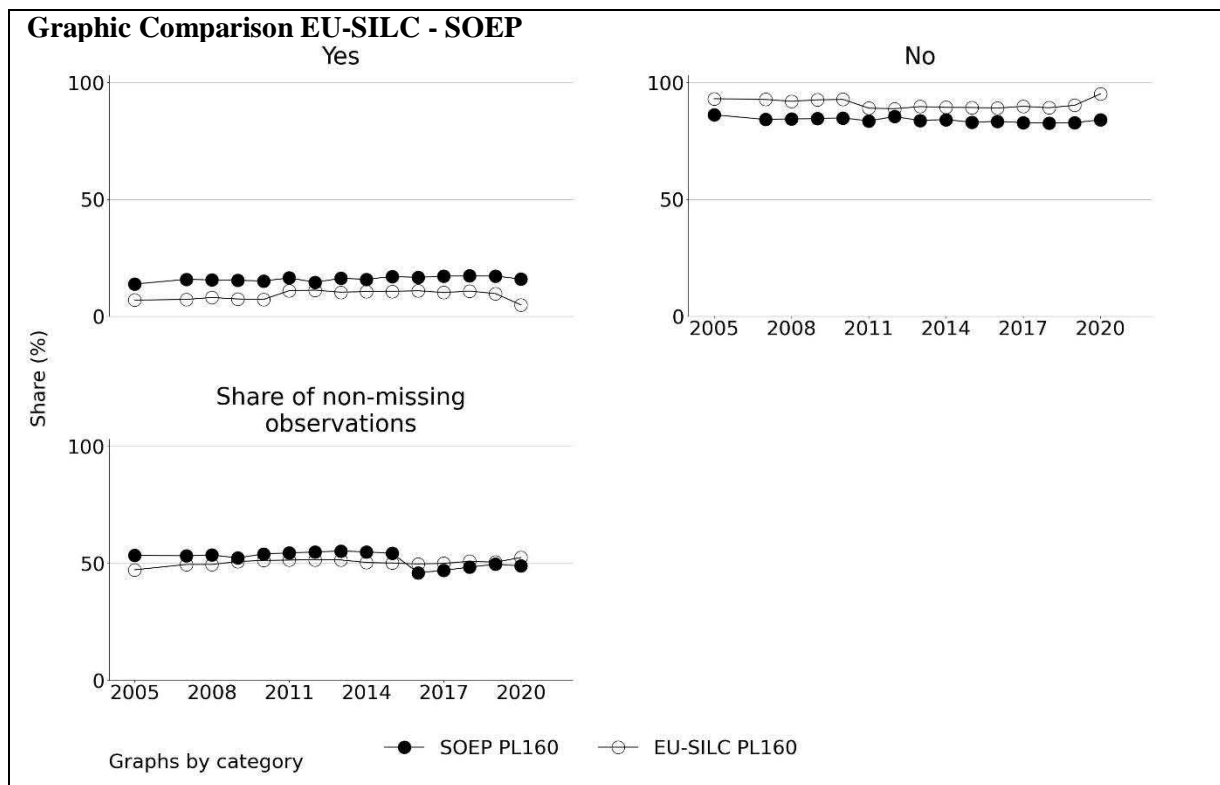 Graphic Comparison EU-SILC - SOEP
Yes
No
100
50
0
100
50
0
2005 2008 2011 2014 2017 2020
Share (%)
Share of non-missing
observations
100
50
0
2005 2008 2011 2014 2017 2020
SOEP PL160
EU-SILC PL160
Graphs by category